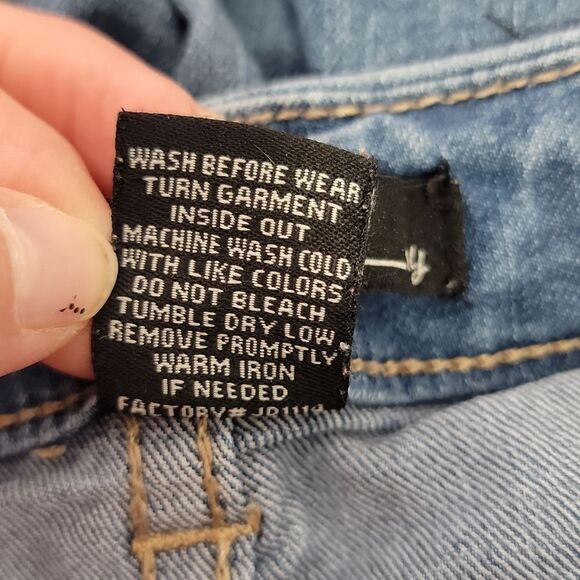 WASH BEFORE WEAR
TURN GARMENT
INSIDE OUT
MACHINE WASH COLD
WITH LIKE COLORS
DO NOT BLEACH
TUMBLE DRY LOW
REMOVE PROMPTLY
WARM IRON
IF NEEDED
FACTORY#